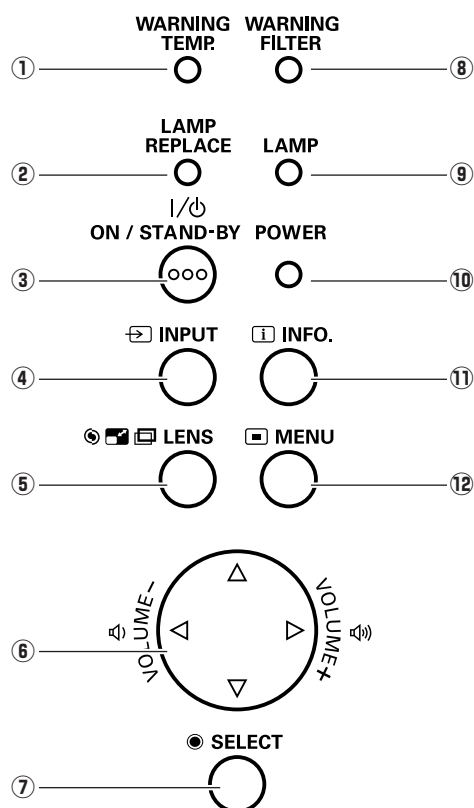 WARNING TEMP.
WARNING FILTER
① ⑧
LAMP REPLACE
LAMP
② ⑨
ON / STAND-BY POWER
③ ⑩
INPUT
i INFO.
④ ⑪
LENS
MENU
⑤ ⑫
VOLUME−
VOLUME+
⑥
SELECT
⑦